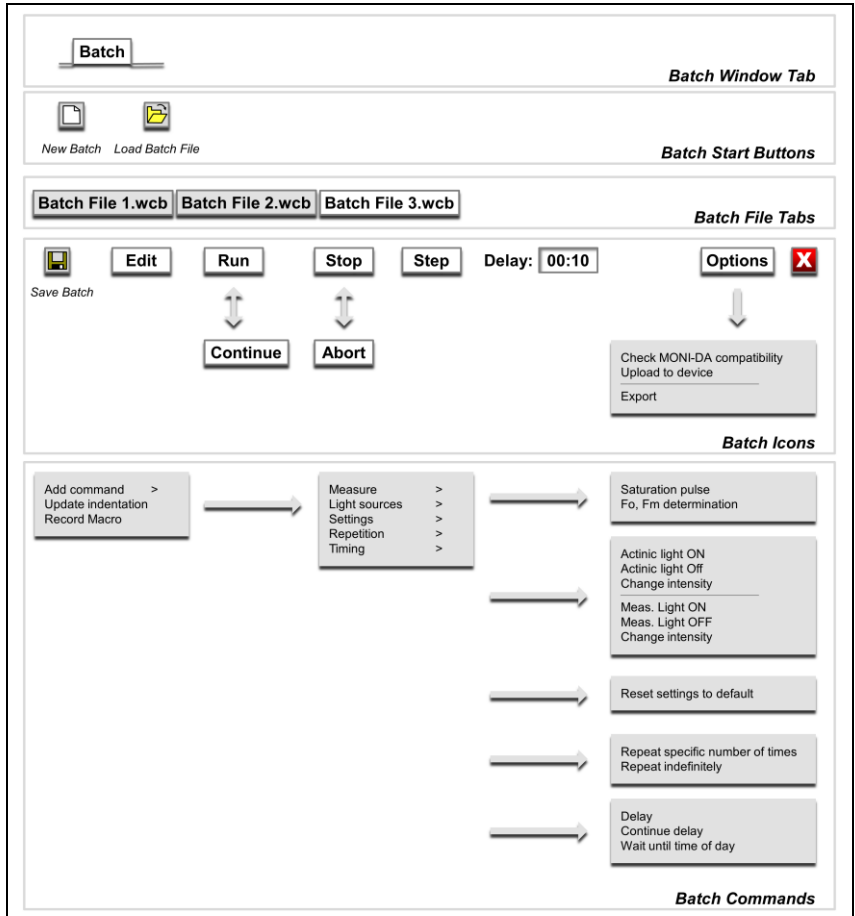 Batch
Batch Window Tab
New Batch Load Batch File
Batch Start Buttons
Batch File 1.wcb Batch File 2.wcb Batch File 3.wcb
Batch File Tabs
Edit Run Stop Step Delay: 00:10 Options X
Save Batch
Continue Abort
Check MONI-DA compatibility
Upload to device
Export
Batch Icons
Add command >
Update indentation
Record Macro
Measure >
Light sources >
Settings >
Repetition >
Timing >
Saturation pulse
Fo, Fm determination
Actinic light ON
Actinic light Off
Change intensity
Meas. Light ON
Meas. Light OFF
Change intensity
Reset settings to default
Repeat specific number of times
Repeat indefinitely
Delay
Continue delay
Wait until time of day
Batch Commands